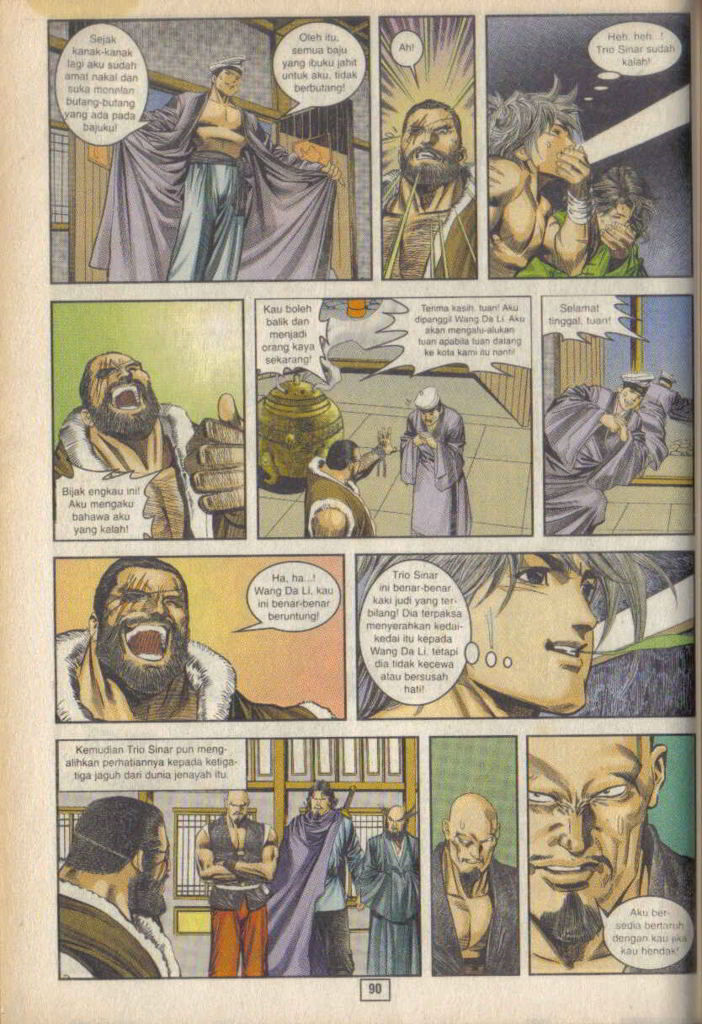 Sejak
kanak-kanak
lagi aku sudah
amat nakal dan
suka monelan
butang-butang
yang ada pada
bajuku!
Oleh itu,
semua baju
yang ibuku jahit
untuk aku, tidak
berbutang!
Ah!
Heh, heh...!
Trio Sinar sudah
kalah!
Bijak engkau ini!
Aku mengaku
bahawa aku
yang kalah!
Kau boleh
balik dan
menjadi
orang kaya
sekarang!
Terima kasih, tuan! Aku
dipanggil Wang Da Li. Aku
akan mengalu-alukan
tuan apabila tuan datang
ke kota kami itu nanti!
Selamat
tinggal, tuan!
Ha, ha...!
Wang Da Li, kau
ini benar-benar
beruntung!
Trio Sinar
ini benar-benar
kaki judi yang ter-
bilang! Dia terpaksa
menyerahkan kedai-
kedai itu kepada
Wang Da Li, tetapi
dia tidak kecewa
atau bersusah
hati!
Kemudian Trio Sinar pun meng-
alihkan perhatiannya kepada ketiga-
tiga jaguh dari dunia jenayah itu.
Aku ber-
sedia bertaruh
dengan kau jika
kau hendak!
90